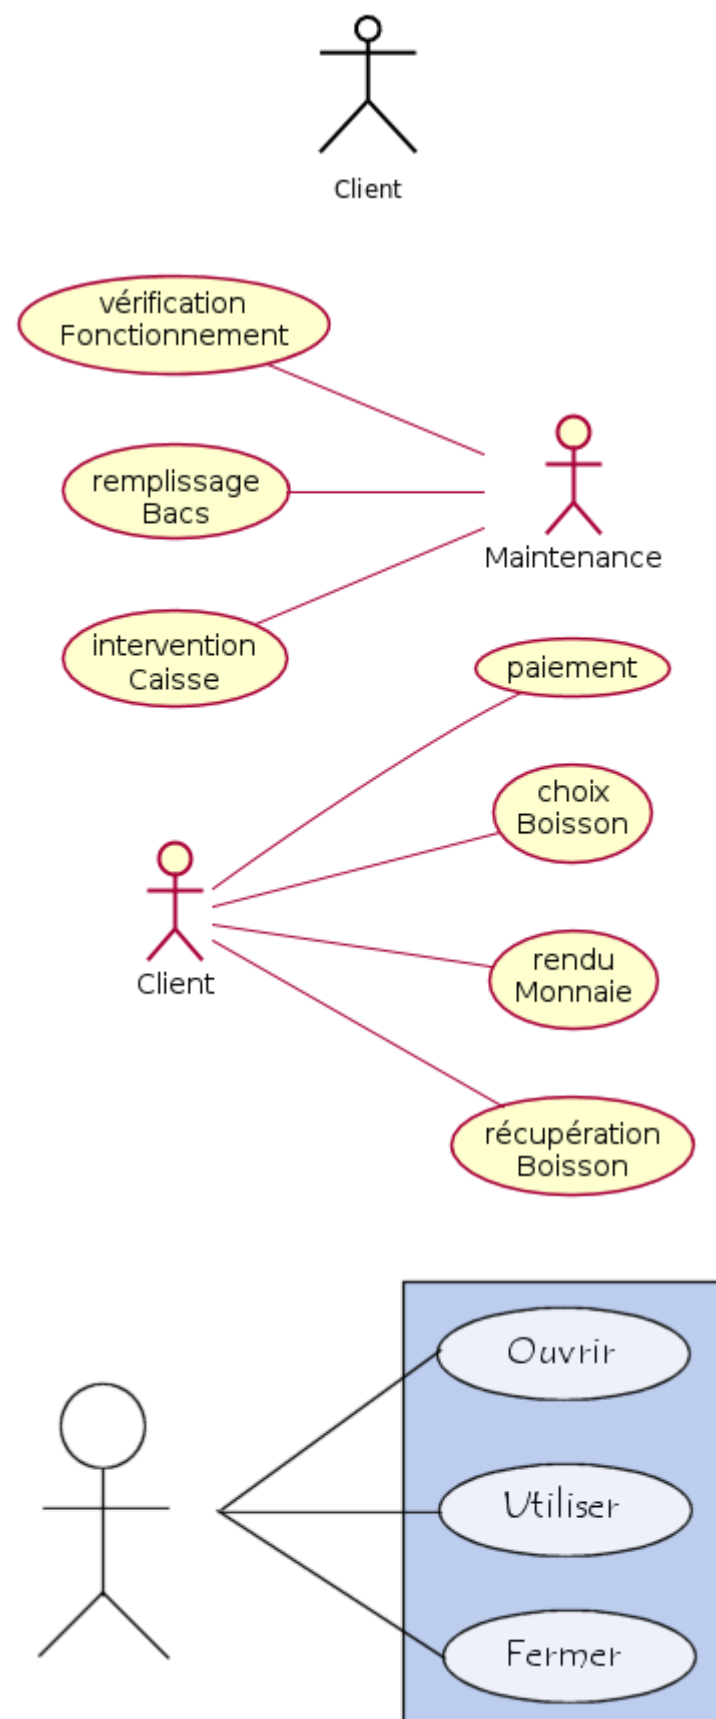 Client
vérification
Fonctionnement
remplissage
Bacs
Maintenance
intervention
Caisse
paiement
choix
Boisson
Client
rendu
Monnaie
récupération
Boisson
Ouvrir
Utiliser
Fermer